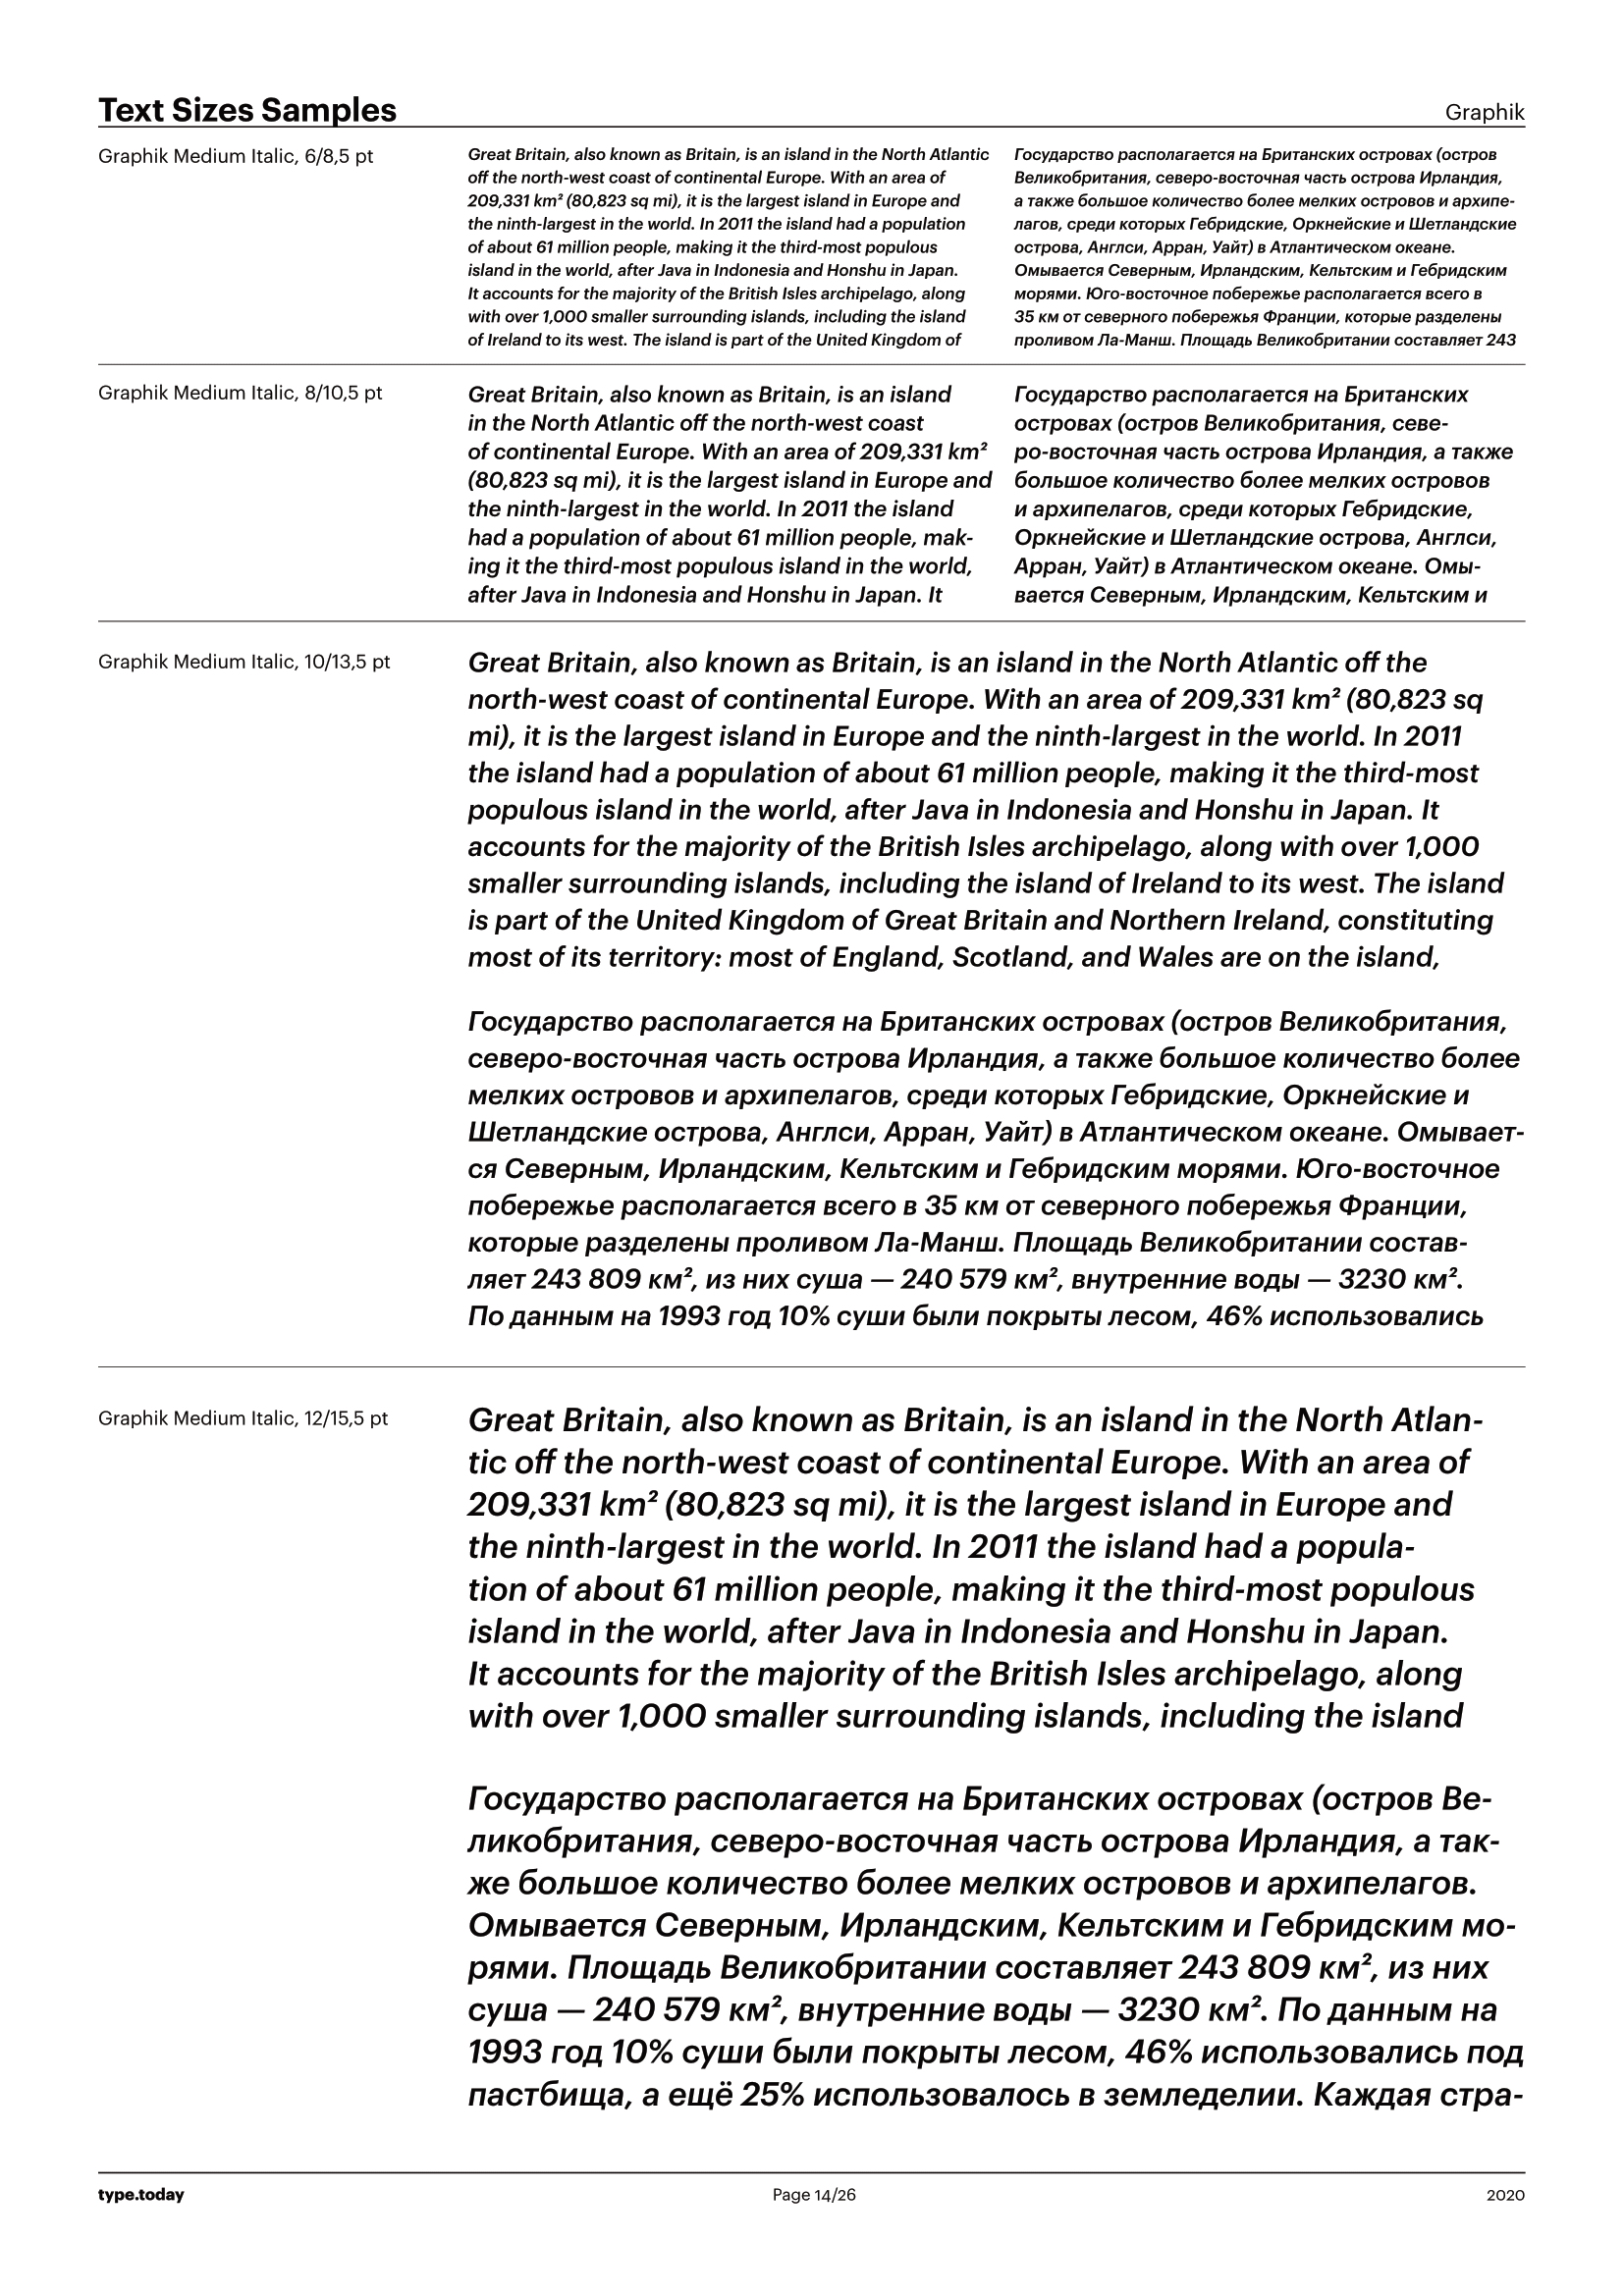 Text Sizes Samples
Graphik
Graphik Medium Italic, 6/8,5 pt
Great Britain, also known as Britain, is an island in the North Atlantic
off the north-west coast of continental Europe. With an area of
209,331 km² (80,823 sq mi), it is the largest island in Europe and
the ninth-largest in the world. In 2011 the island had a population
of about 61 million people, making it the third-most populous
island in the world, after Java in Indonesia and Honshu in Japan.
It accounts for the majority of the British Isles archipelago, along
with over 1,000 smaller surrounding islands, including the island
of Ireland to its west. The island is part of the United Kingdom of
Государство располагается на Британских островах (остров
Великобритания, северо-восточная часть острова Ирландия,
а также большое количество более мелких островов и архипе-
лагов, среди которых Гебридские, Оркнейские и Шетландские
острова, Англси, Арран, Уайт) в Атлантическом океане.
Омывается Северным, Ирландским, Кельтским и Гебридским
морями. Юго-восточное побережье располагается всего в
35 км от северного побережья Франции, которые разделены
проливом Ла-Манш. Площадь Великобритании составляет 243
Graphik Medium Italic, 8/10,5 pt
Great Britain, also known as Britain, is an island
in the North Atlantic off the north-west coast
of continental Europe. With an area of 209,331 km²
(80,823 sq mi), it is the largest island in Europe and
the ninth-largest in the world. In 2011 the island
had a population of about 61 million people, mak-
ing it the third-most populous island in the world,
after Java in Indonesia and Honshu in Japan. It
Государство располагается на Британских
островах (остров Великобритания, севе-
ро-восточная часть острова Ирландия, а также
большое количество более мелких островов
и архипелагов, среди которых Гебридские,
Оркнейские и Шетландские острова, Англси,
Арран, Уайт) в Атлантическом океане. Омы-
вается Северным, Ирландским, Кельтским и
Graphik Medium Italic, 10/13,5 pt
Great Britain, also known as Britain, is an island in the North Atlantic off the
north-west coast of continental Europe. With an area of 209,331 km² (80,823 sq
mi), it is the largest island in Europe and the ninth-largest in the world. In 2011
the island had a population of about 61 million people, making it the third-most
populous island in the world, after Java in Indonesia and Honshu in Japan. It
accounts for the majority of the British Isles archipelago, along with over 1,000
smaller surrounding islands, including the island of Ireland to its west. The island
is part of the United Kingdom of Great Britain and Northern Ireland, constituting
most of its territory: most of England, Scotland, and Wales are on the island,
Государство располагается на Британских островах (остров Великобритания,
северо-восточная часть острова Ирландия, а также большое количество более
мелких островов и архипелагов, среди которых Гебридские, Оркнейские и
Шетландские острова, Англси, Арран, Уайт) в Атлантическом океане. Омывает-
ся Северным, Ирландским, Кельтским и Гебридским морями. Юго-восточное
побережье располагается всего в 35 км от северного побережья Франции,
которые разделены проливом Ла-Манш. Площадь Великобритании состав-
ляет 243 809 км², из них суша — 240 579 км², внутренние воды — 3230 км².
По данным на 1993 год 10% суши были покрыты лесом, 46% использовались
Graphik Medium Italic, 12/15,5 pt
Great Britain, also known as Britain, is an island in the North Atlan-
tic off the north-west coast of continental Europe. With an area of
209,331 km² (80,823 sq mi), it is the largest island in Europe and
the ninth-largest in the world. In 2011 the island had a popula-
tion of about 61 million people, making it the third-most populous
island in the world, after Java in Indonesia and Honshu in Japan.
It accounts for the majority of the British Isles archipelago, along
with over 1,000 smaller surrounding islands, including the island
Государство располагается на Британских островах (остров Ве-
ликобритания, северо-восточная часть острова Ирландия, а так-
же большое количество более мелких островов и архипелагов.
Омывается Северным, Ирландским, Кельтским и Гебридским мо-
рями. Площадь Великобритании составляет 243 809 км², из них
суша — 240 579 км², внутренние воды — 3230 км². По данным на
1993 год 10% суши были покрыты лесом, 46% использовались под
пастбища, а ещё 25% использовалось в земледелии. Каждая стра-
type.today
Page 14/26
2020